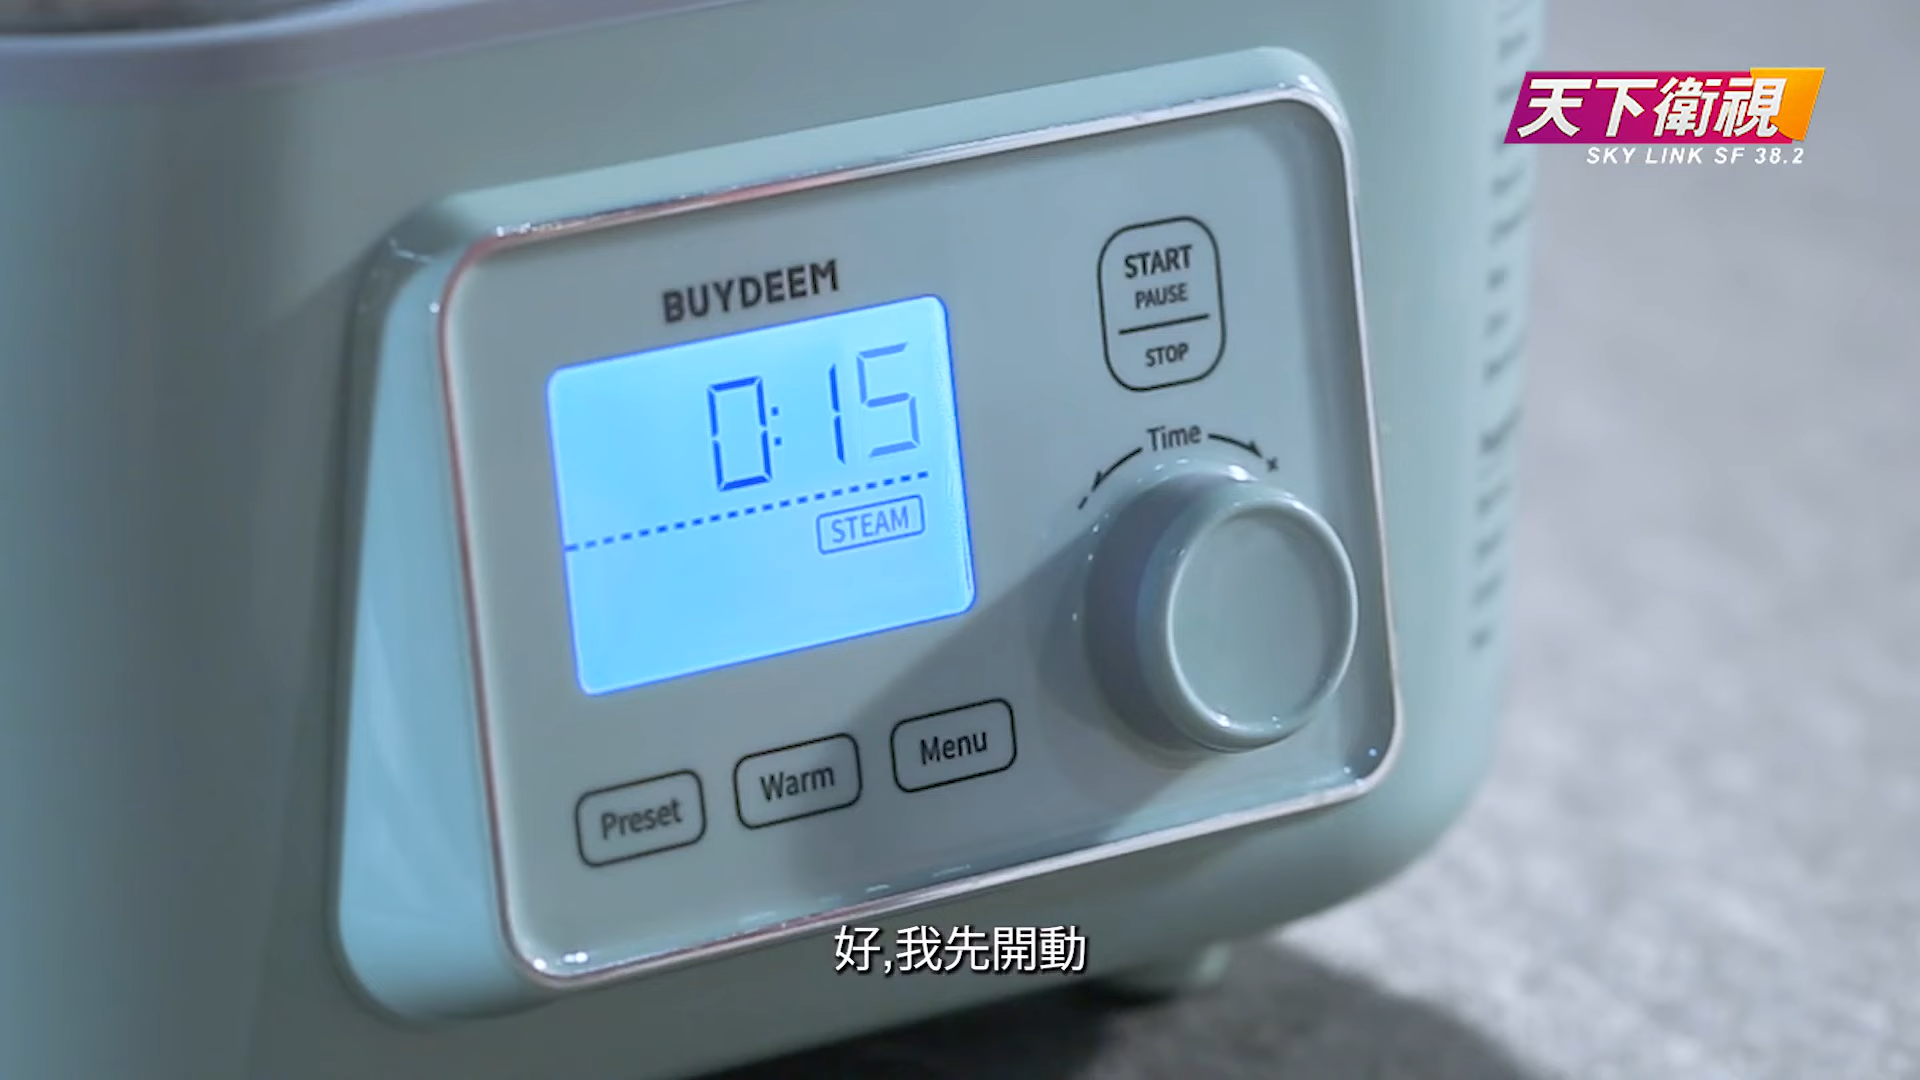 天下衛視
SKY LINK SF 38.2
BUYDEEM
START
PAUSE
STOP
0:15
STEAM
Time
- +
Preset
Warm
Menu
好,我先開動